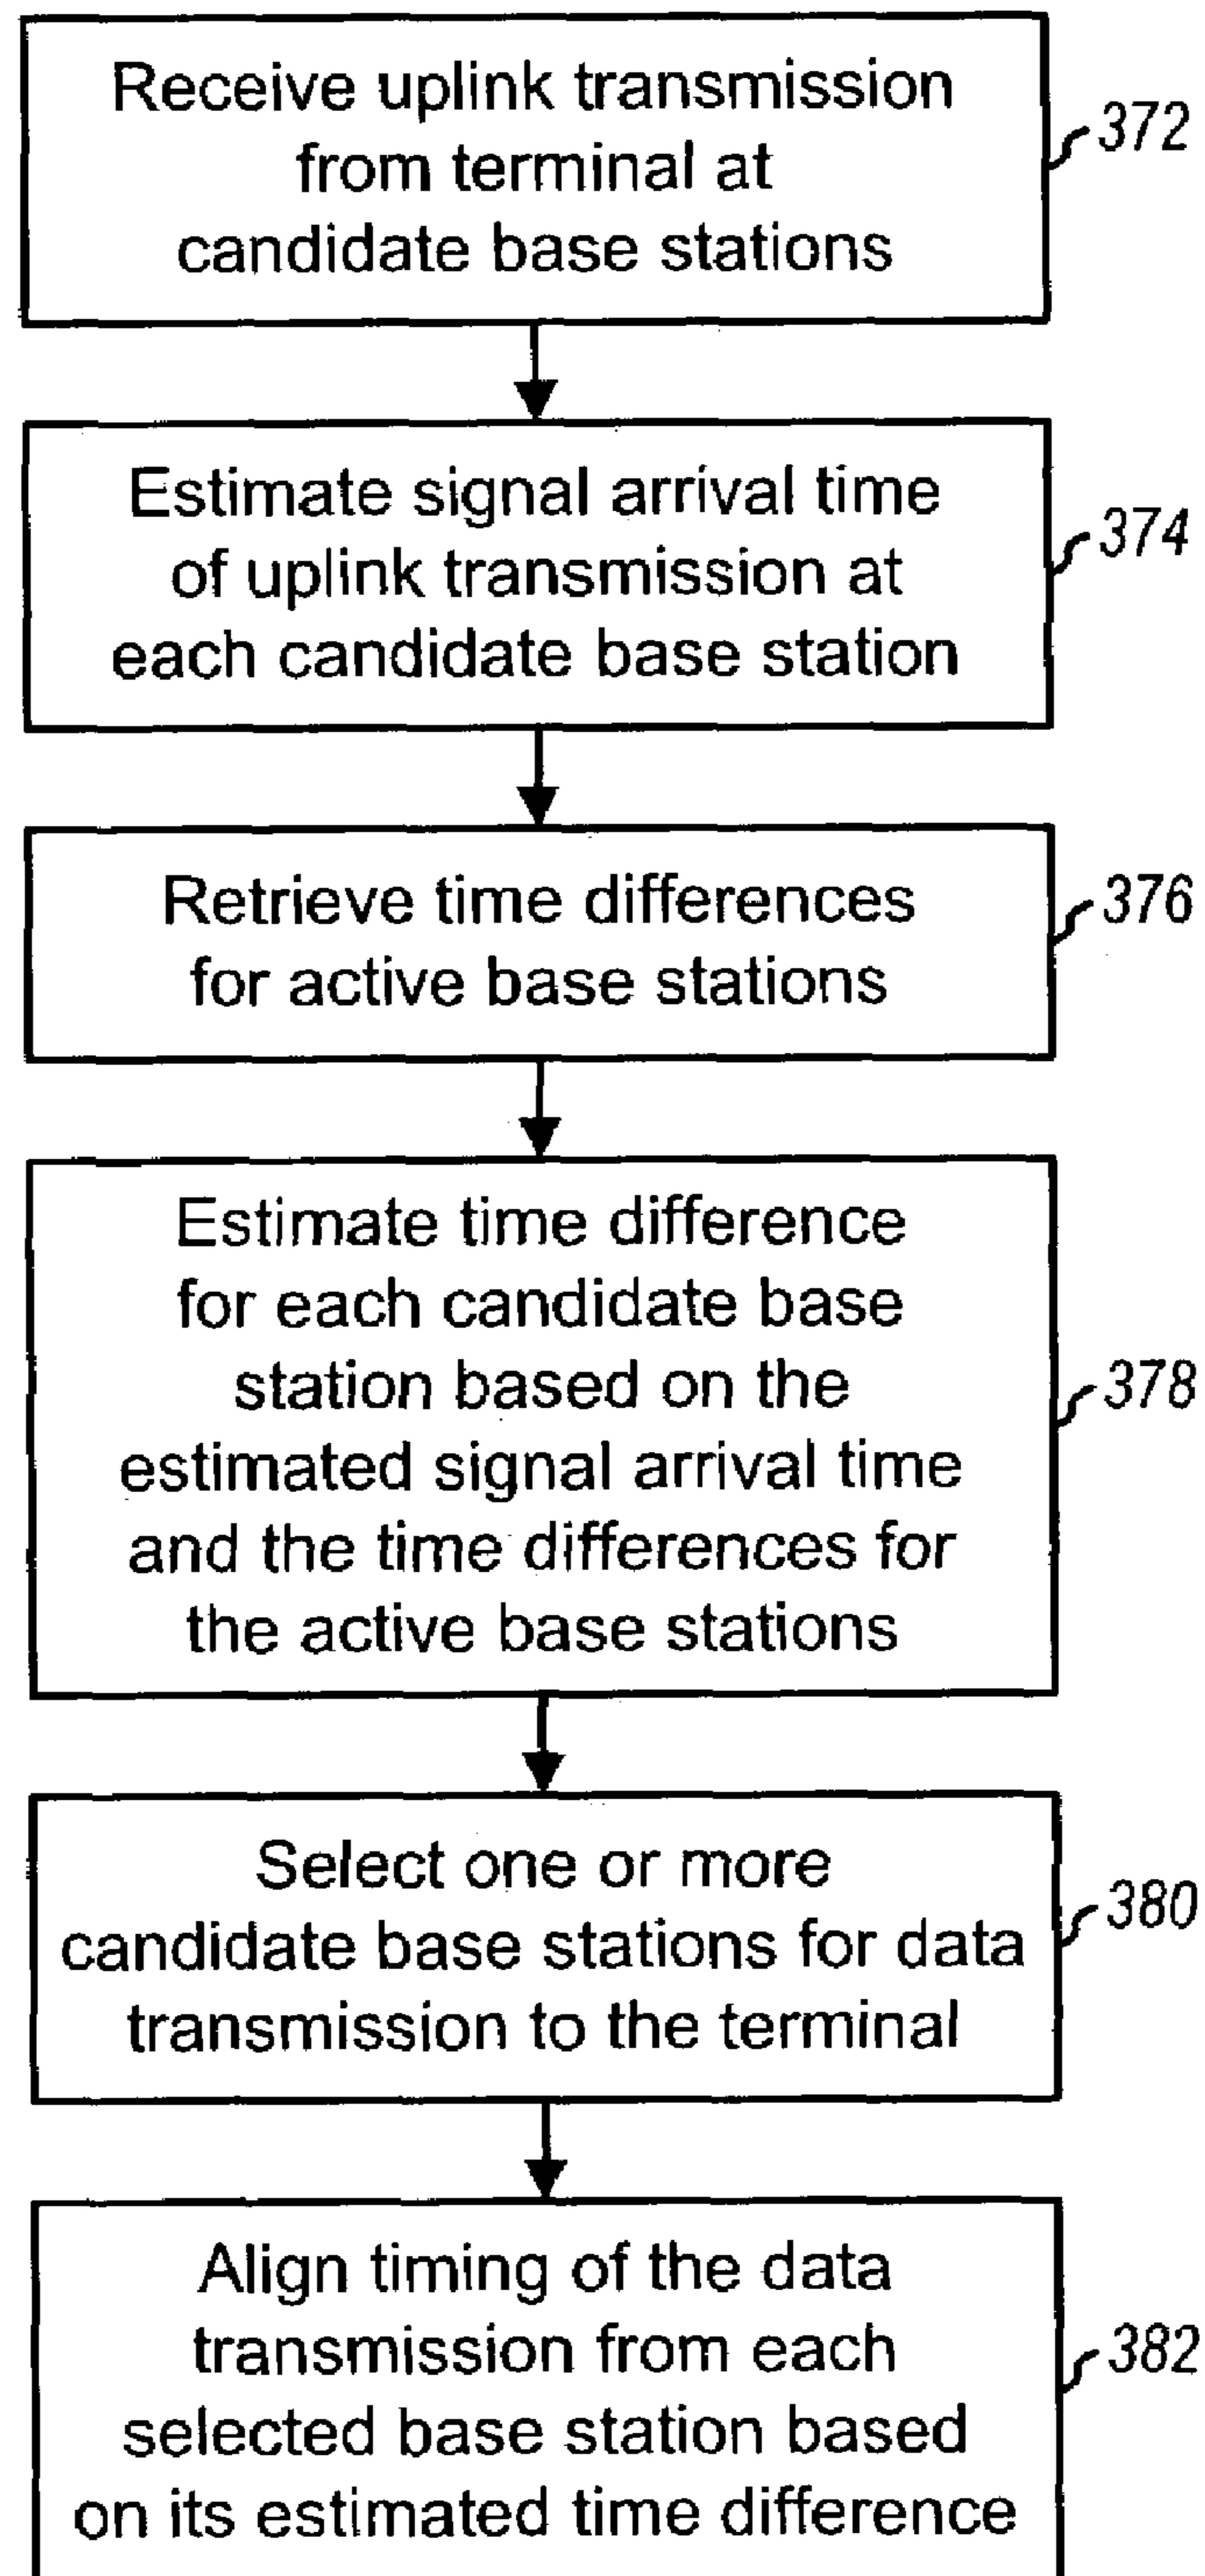 Receive uplink transmission
from terminal at
candidate base stations
372
Estimate signal arrival time
of uplink transmission at
each candidate base station
374
Retrieve time differences
for active base stations
376
Estimate time difference
for each candidate base
station based on the
estimated signal arrival time
and the time differences for
the active base stations
378
Select one or more
candidate base stations for data
transmission to the terminal
380
Align timing of the data
transmission from each
selected base station based
on its estimated time difference
382